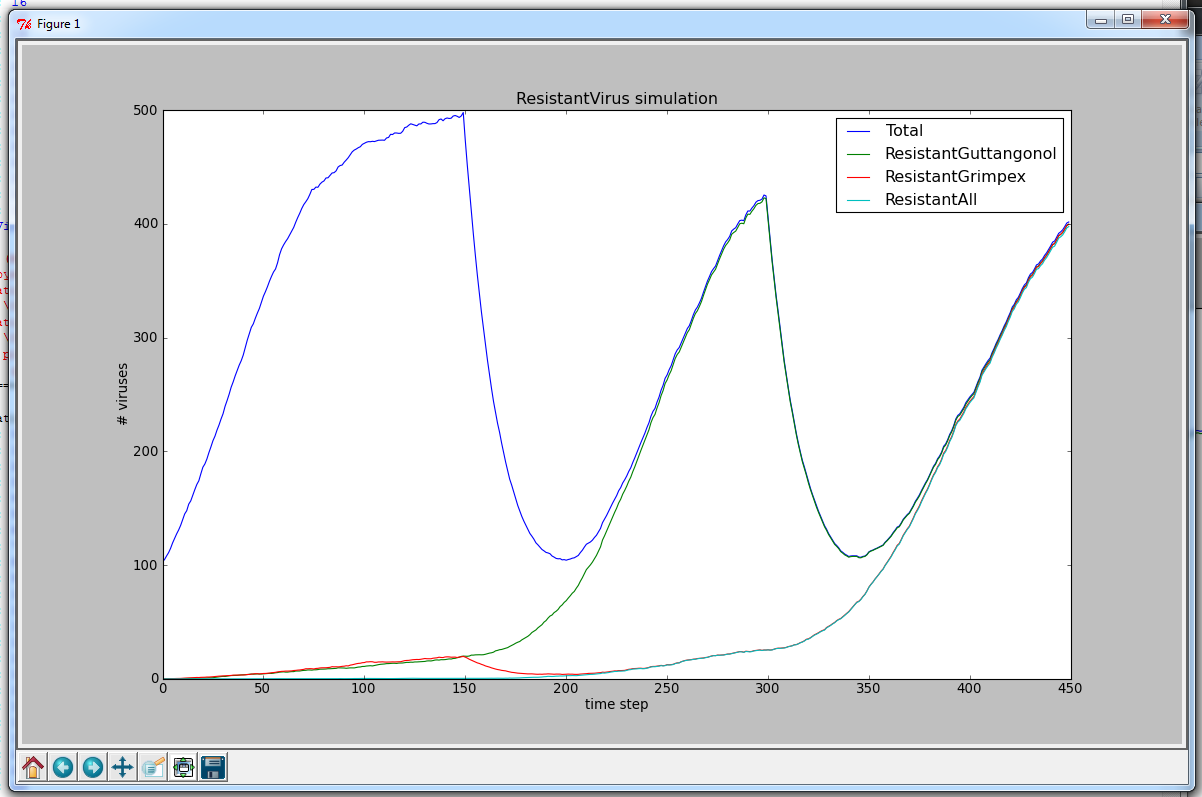 16
Figure 1
ResistantVirus simulation
Total
ResistantGuttangonol
ResistantGrimpex
ResistantAll
500
400
300
200
100
0
# viruses
0 50 100 150 200 250 300 350 400 450
time step